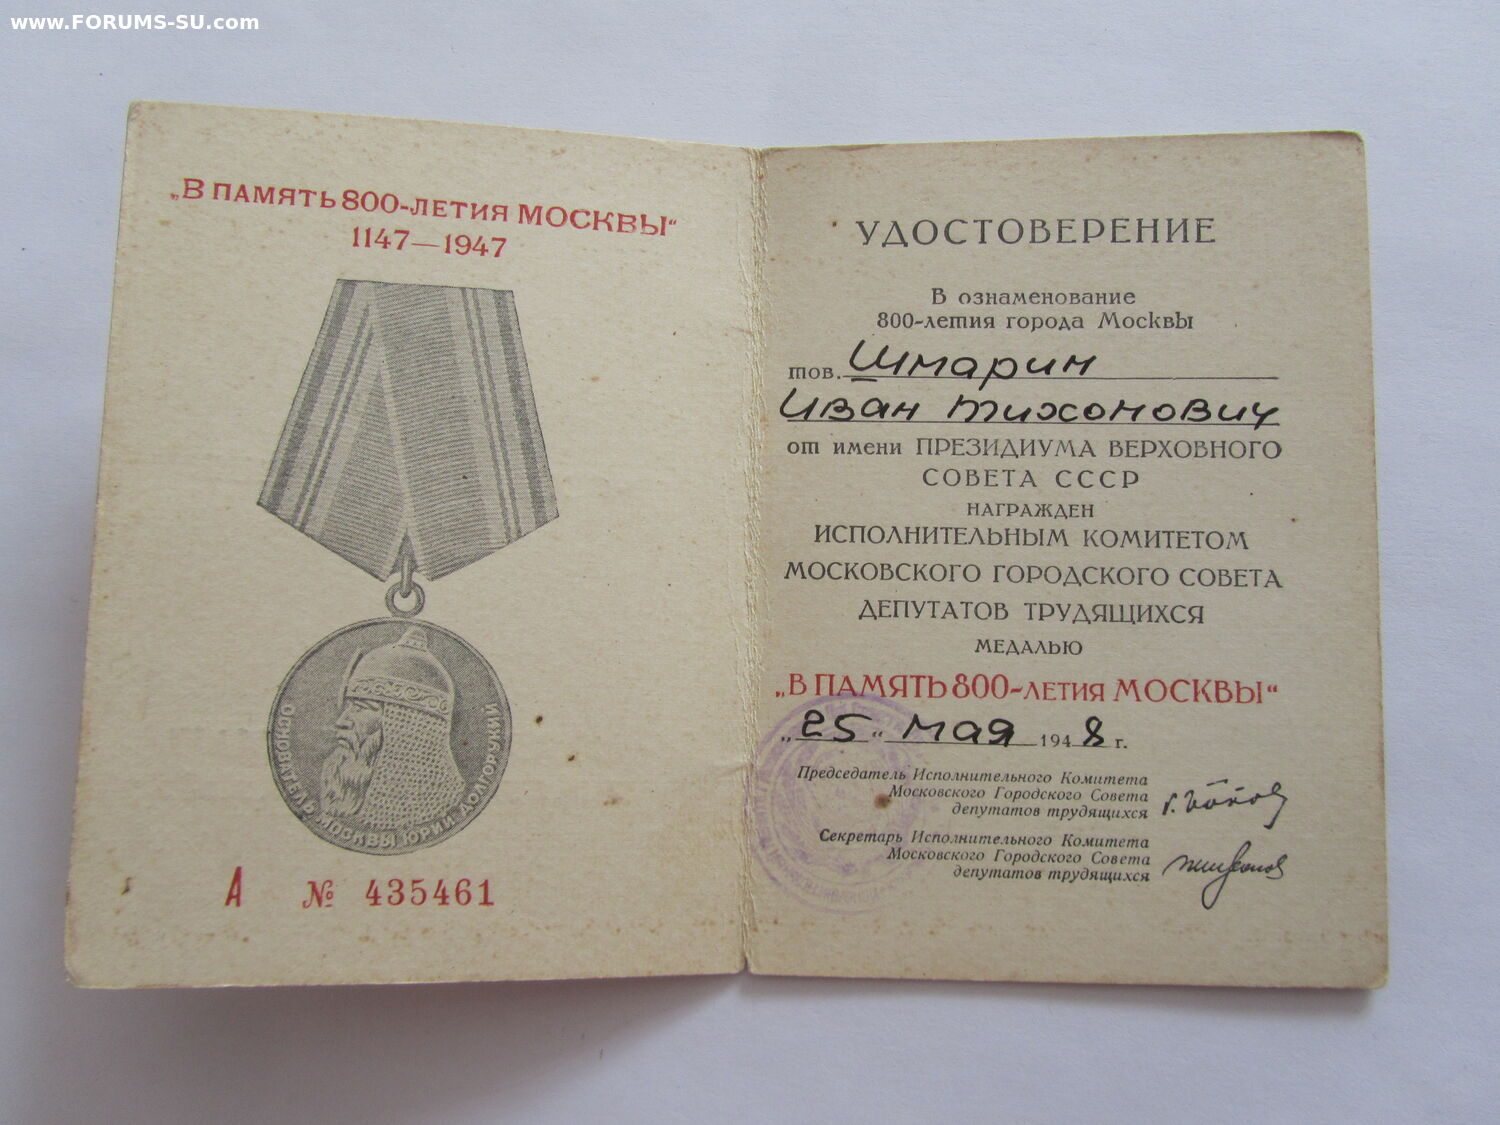 www.FORUMS-SU.com
„В ПАМЯТЬ 800-ЛЕТИЯ МОСКВЫ“
1147—1947
ОСНОВАТЕЛЬ МОСКВЫ ЮРИЙ ДОЛГОРУКИЙ
А № 435461
УДОСТОВЕРЕНИЕ
В ознаменование
800-летия города Москвы
тов. Шмарин
Иван Тихонович
от имени ПРЕЗИДИУМА ВЕРХОВНОГО
СОВЕТА СССР
НАГРАЖДЕН
ИСПОЛНИТЕЛЬНЫМ КОМИТЕТОМ
МОСКОВСКОГО ГОРОДСКОГО СОВЕТА
ДЕПУТАТОВ ТРУДЯЩИХСЯ
МЕДАЛЬЮ
„В ПАМЯТЬ 800-ЛЕТИЯ МОСКВЫ“
„25“ мая 1948 г.
Председатель Исполнительного Комитета
Московского Городского Совета
депутатов трудящихся
Секретарь Исполнительного Комитета
Московского Городского Совета
депутатов трудящихся